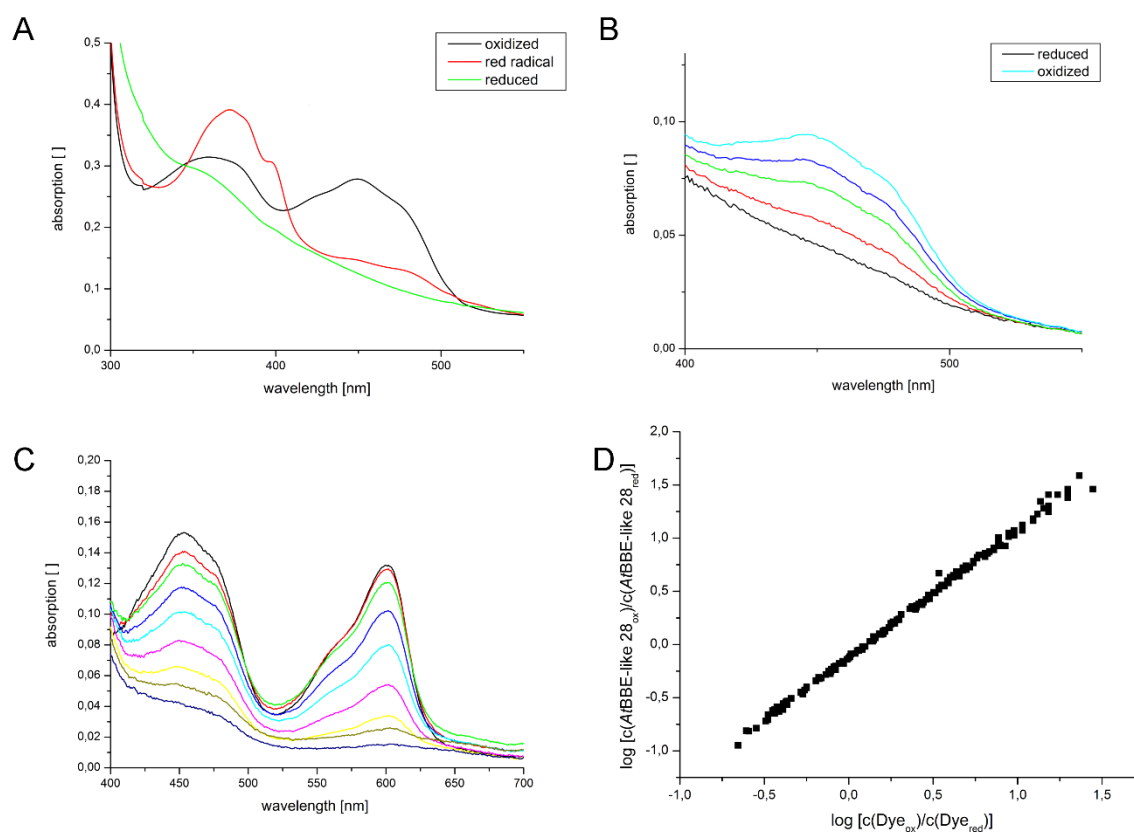 A
0,5
0,4
0,3
0,2
0,1
0,0
absorption [ ]
300
400
500
wavelength [nm]
oxidized
red radical
reduced
B
0,10
0,05
0,00
absorption [ ]
400
500
wavelength [nm]
reduced
oxidized
C
0,20
0,18
0,16
0,14
0,12
0,10
0,08
0,06
0,04
0,02
0,00
absorption [ ]
400
450
500
550
600
650
700
wavelength [nm]
D
2,0
1,5
1,0
0,5
0,0
-0,5
-1,0
log [c(AtBBE-like 28ox)/c(AtBBE-like 28red)]
-1,0
-0,5
0,0
0,5
1,0
1,5
log [c(Dyeox)/c(Dyered)]